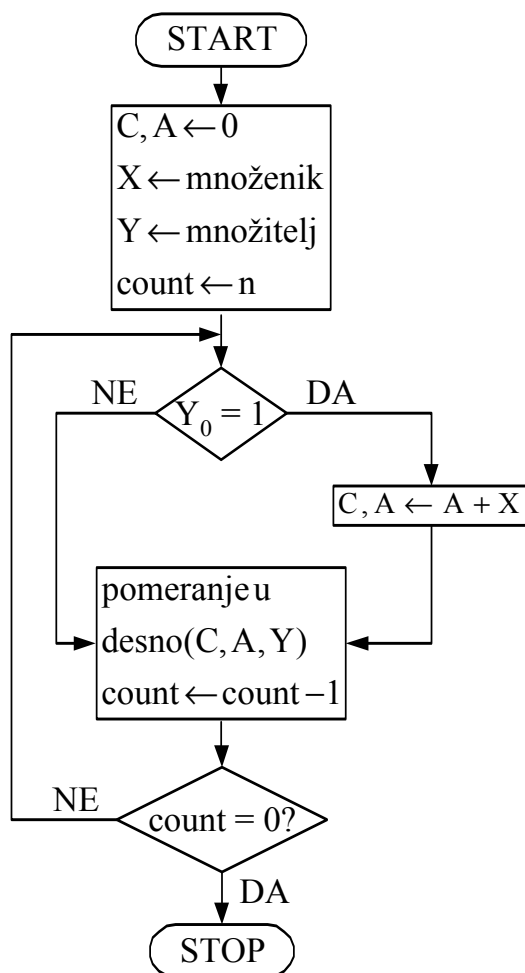 START
C, A ← 0
X ← množenik
Y ← množitelj
count ← n
NE
DA
Y₀ = 1
C, A ← A + X
pomeranje u
desno(C, A, Y)
count ← count − 1
NE
count = 0?
DA
STOP